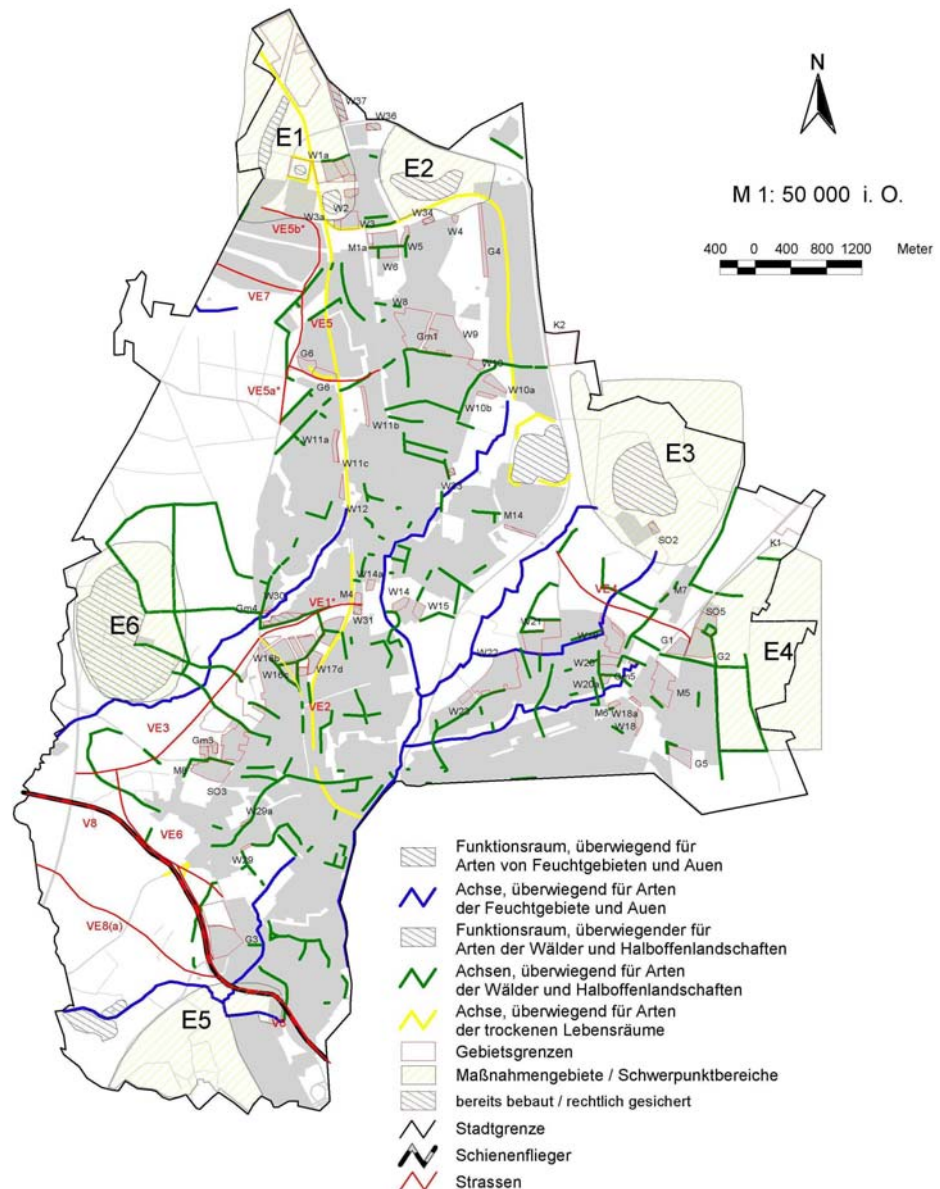 N
M 1: 50 000 i. O.
400 0 400 800 1200 Meter
E1
E2
E3
E4
E5
E6
W37
W36
W1a
W2
W3a
W3
W34
W4
VE5b*
M1a
W5
W6
G4
VE7
VE5
W8
Gm1
W9
K2
G6
VE5a*
G6
W10a
W10b
W11b
W11a
W11c
W12
M14
SO2
K1
W14a
W14
W15
M4
W31
VE1*
W30
Gm4
W17d
W21
W22
M7
SO5
G1
G2
W20a
M5
W18a
W18
G5
VE2
VE3
Gm3
SO3
W29a
W29
V8
VE6
VE8(a)
G3
Funktionsraum, überwiegend für
Arten von Feuchtgebieten und Auen
Achse, überwiegend für Arten
der Feuchtgebiete und Auen
Funktionsraum, überwiegender für
Arten der Wälder und Halboffenlandschaften
Achsen, überwiegend für Arten
der Wälder und Halboffenlandschaften
Achse, überwiegend für Arten
der trockenen Lebensräume
Gebietsgrenzen
Maßnahmengebiete / Schwerpunktbereiche
bereits bebaut / rechtlich gesichert
Stadtgrenze
Schienenflieger
Strassen